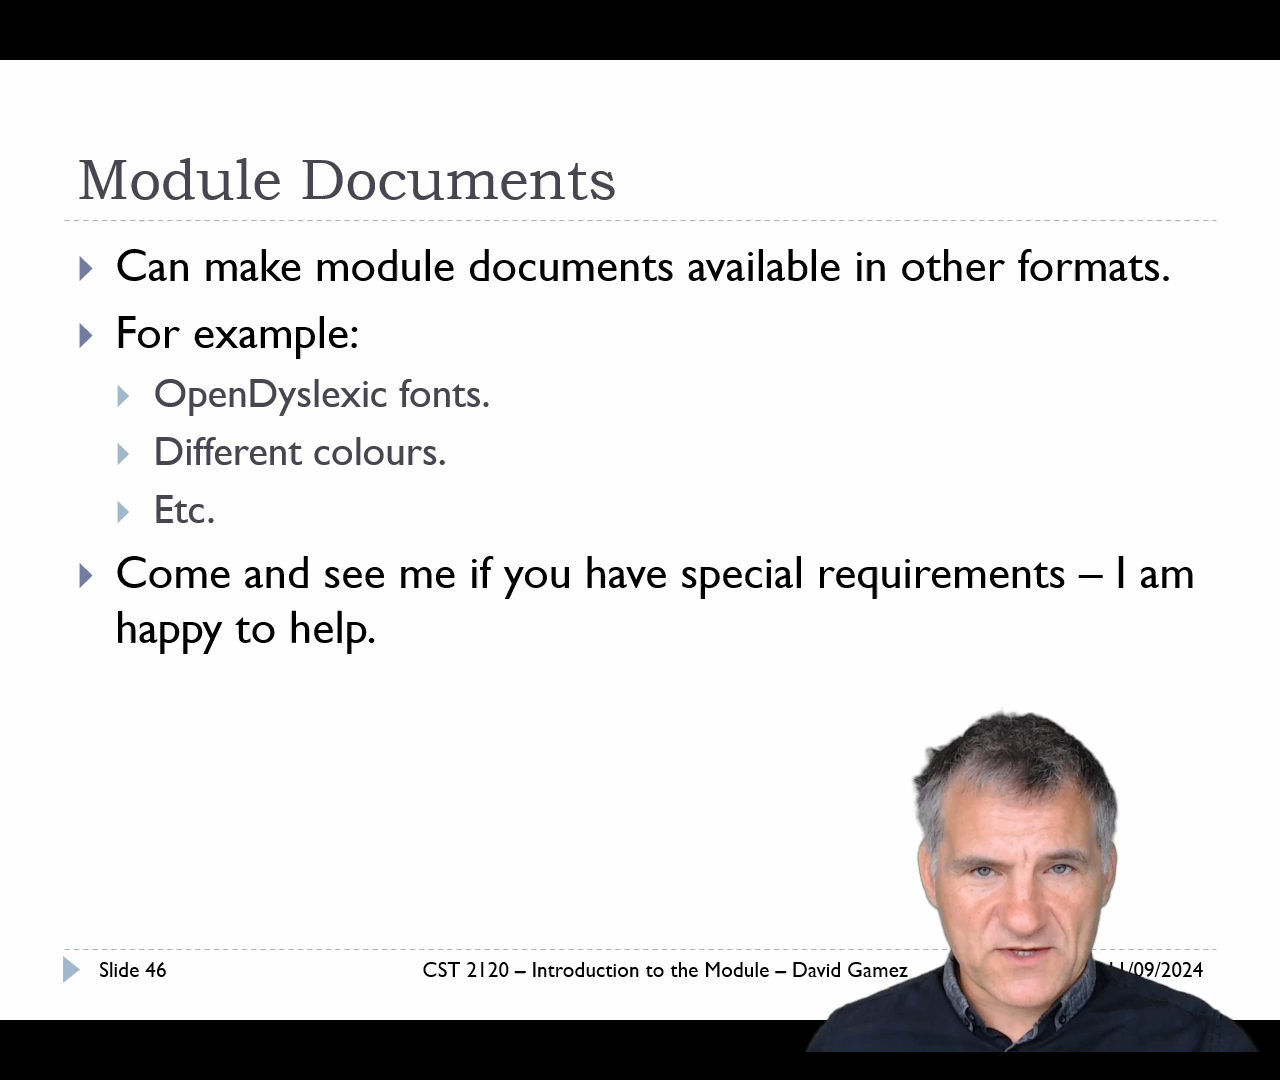 Module Documents
Can make module documents available in other formats.
For example:
OpenDyslexic fonts.
Different colours.
Etc.
Come and see me if you have special requirements – I am
happy to help.
Slide 46
CST 2120 – Introduction to the Module – David Gamez
11/09/2024